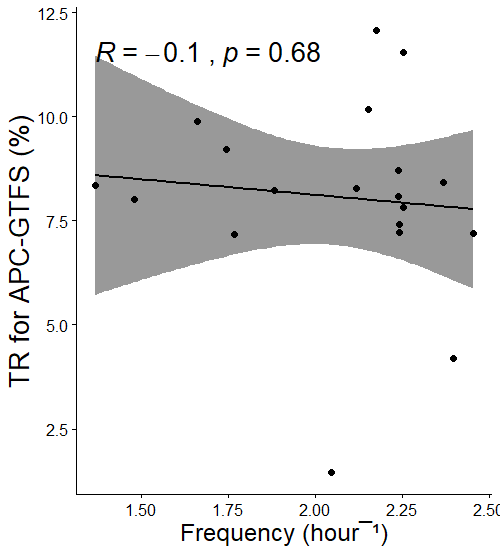 R = −0.1 , p = 0.68
TR for APC-GTFS (%)
12.5
10.0
7.5
5.0
2.5
1.50 1.75 2.00 2.25 2.50
Frequency (hour⁻¹)